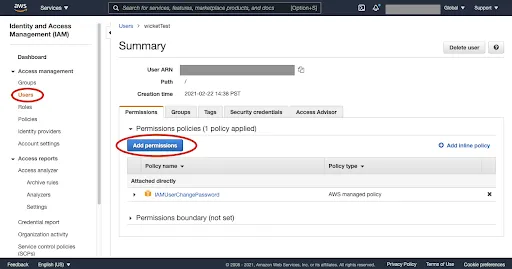 aws
Services
Search for services, features, marketplace products, and docs
[Option+S]
Global
Support
Identity and Access
Management (IAM)
Dashboard
Access management
Groups
Users
Roles
Policies
Identity providers
Account settings
Access reports
Access analyzer
Archive rules
Analyzers
Settings
Credential report
Organization activity
Service control policies
(SCPs)
Users
wicketTest
Summary
Delete user
User ARN
Path /
Creation time 2021-02-22 14:38 PST
Permissions
Groups
Tags
Security credentials
Access Advisor
Permissions policies (1 policy applied)
Add permissions
Add inline policy
Policy name
Policy type
Attached directly
IAMUserChangePassword
AWS managed policy
Permissions boundary (not set)
Feedback
English (US)
© 2008 - 2021, Amazon Web Services, Inc. or its affiliates. All rights reserved.
Privacy Policy
Terms of Use
Cookie preferences